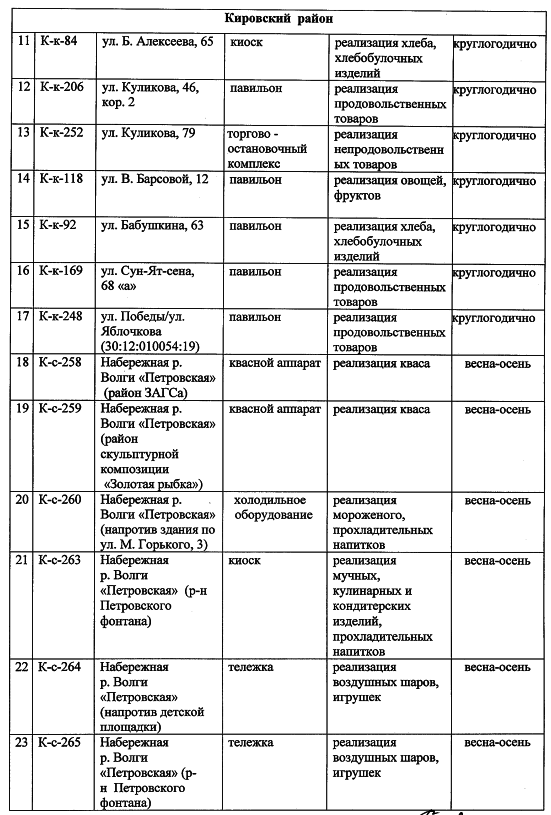 Кировский район
11 К-к-84 ул. Б. Алексеева, 65 киоск реализация хлеба, круглогодично
хлебобулочных
изделий
12 К-к-206 ул. Куликова, 46, павильон реализация круглогодично
кор. 2 продовольственных
товаров
13 К-к-252 ул. Куликова, 79 торгово - реализация круглогодично
остановочный непродовольственн
комплекс ых товаров
14 К-к-118 ул. В. Барсовой, 12 павильон реализация овощей, круглогодично
фруктов
15 К-к-92 ул. Бабушкина, 63 павильон реализация хлеба, круглогодично
хлебобулочных
изделий
16 К-к-169 ул. Сун-Ят-сена, павильон реализация круглогодично
68 «а» продовольственных
товаров
17 К-к-248 ул. Победы/ул. павильон реализация круглогодично
Яблочкова продовольственных
(30:12:010054:19) товаров
18 К-с-258 Набережная р. квасной аппарат реализация кваса весна-осень
Волги «Петровская»
(район ЗАГСа)
19 К-с-259 Набережная р. квасной аппарат реализация кваса весна-осень
Волги «Петровская»
(район
скульптурной
композиции
«Золотая рыбка»)
20 К-с-260 Набережная р. холодильное реализация весна-осень
Волги «Петровская» оборудование мороженого,
(напротив здания по прохладительных
ул. М. Горького, 3) напитков
21 К-с-263 Набережная киоск реализация весна-осень
р. Волги мучных,
«Петровская» (р-н кулинарных и
Петровского кондитерских
фонтана) изделий,
прохладительных
напитков
22 К-с-264 Набережная тележка реализация весна-осень
р. Волги воздушных шаров,
«Петровская» игрушек
(напротив детской
площадки)
23 К-с-265 Набережная тележка реализация весна-осень
р. Волги воздушных шаров,
«Петровская» (р- игрушек
н Петровского
фонтана)